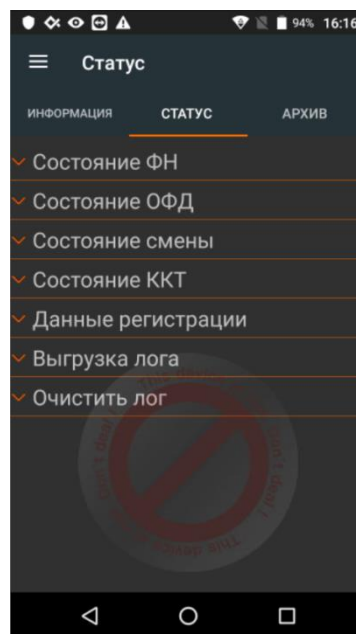 94% 16:16
Статус
ИНФОРМАЦИЯ СТАТУС АРХИВ
Состояние ФН
Состояние ОФД
Состояние смены
Состояние ККТ
Данные регистрации
Выгрузка лога
Очистить лог